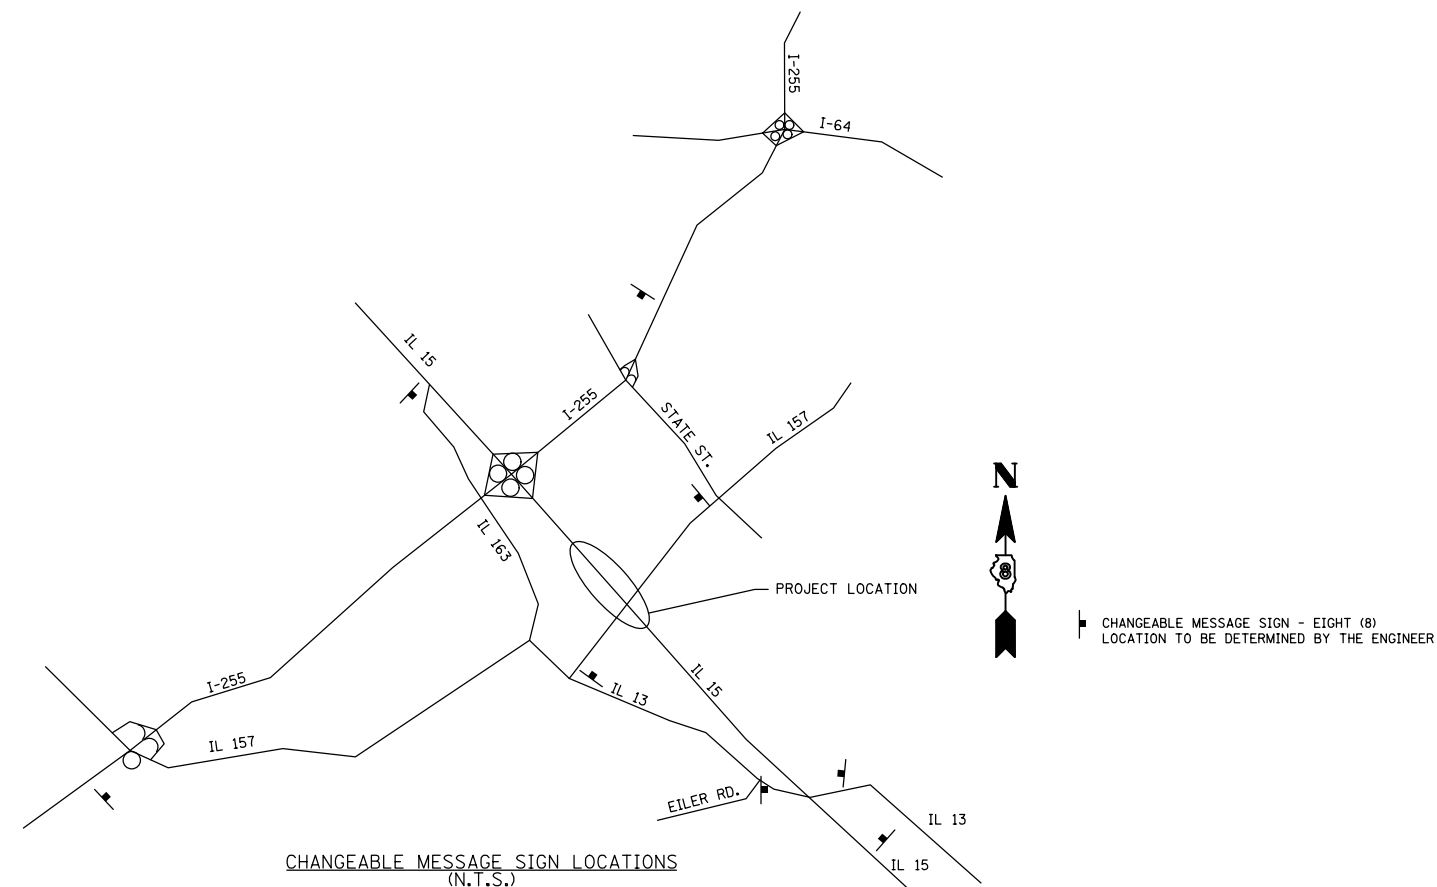 I-255
I-64
IL 15
I-255
STATE ST.
IL 157
N
IL 163
8
PROJECT LOCATION
CHANGEABLE MESSAGE SIGN - EIGHT (8)
LOCATION TO BE DETERMINED BY THE ENGINEER
I-255
IL 13
IL 15
IL 157
EILER RD.
IL 13
IL 15
CHANGEABLE MESSAGE SIGN LOCATIONS
(N.T.S.)